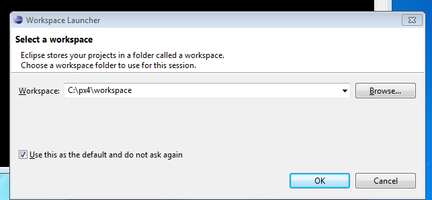 Workspace Launcher
Select a workspace
Eclipse stores your projects in a folder called a workspace.
Choose a workspace folder to use for this session.
Workspace: C:\px4\workspace Browse...
Use this as the default and do not ask again
OK Cancel